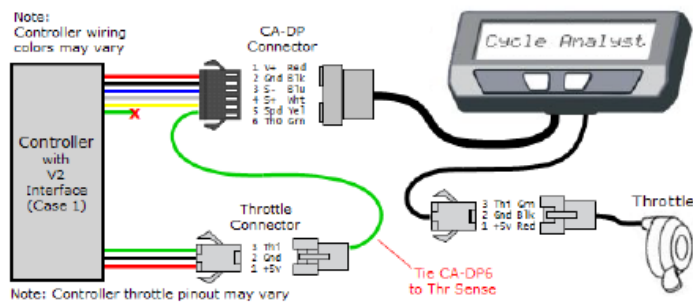 Note:
Controller wiring
colors may vary
CA-DP
Connector
1 V+ Red
2 Gnd Blk
3 S- Blu
4 S+ Wht
5 Spd Yel
6 Tho Grn
x
Cycle Analyst
Controller
with
V2
Interface
(Case 1)
Throttle
Connector
3 Th1
2 Gnd
1 +5v
3 Th1 Grn
2 Gnd Blk
1 +5v Red
Throttle
Tie CA-DP6
to Thr Sense
Note: Controller throttle pinout may vary